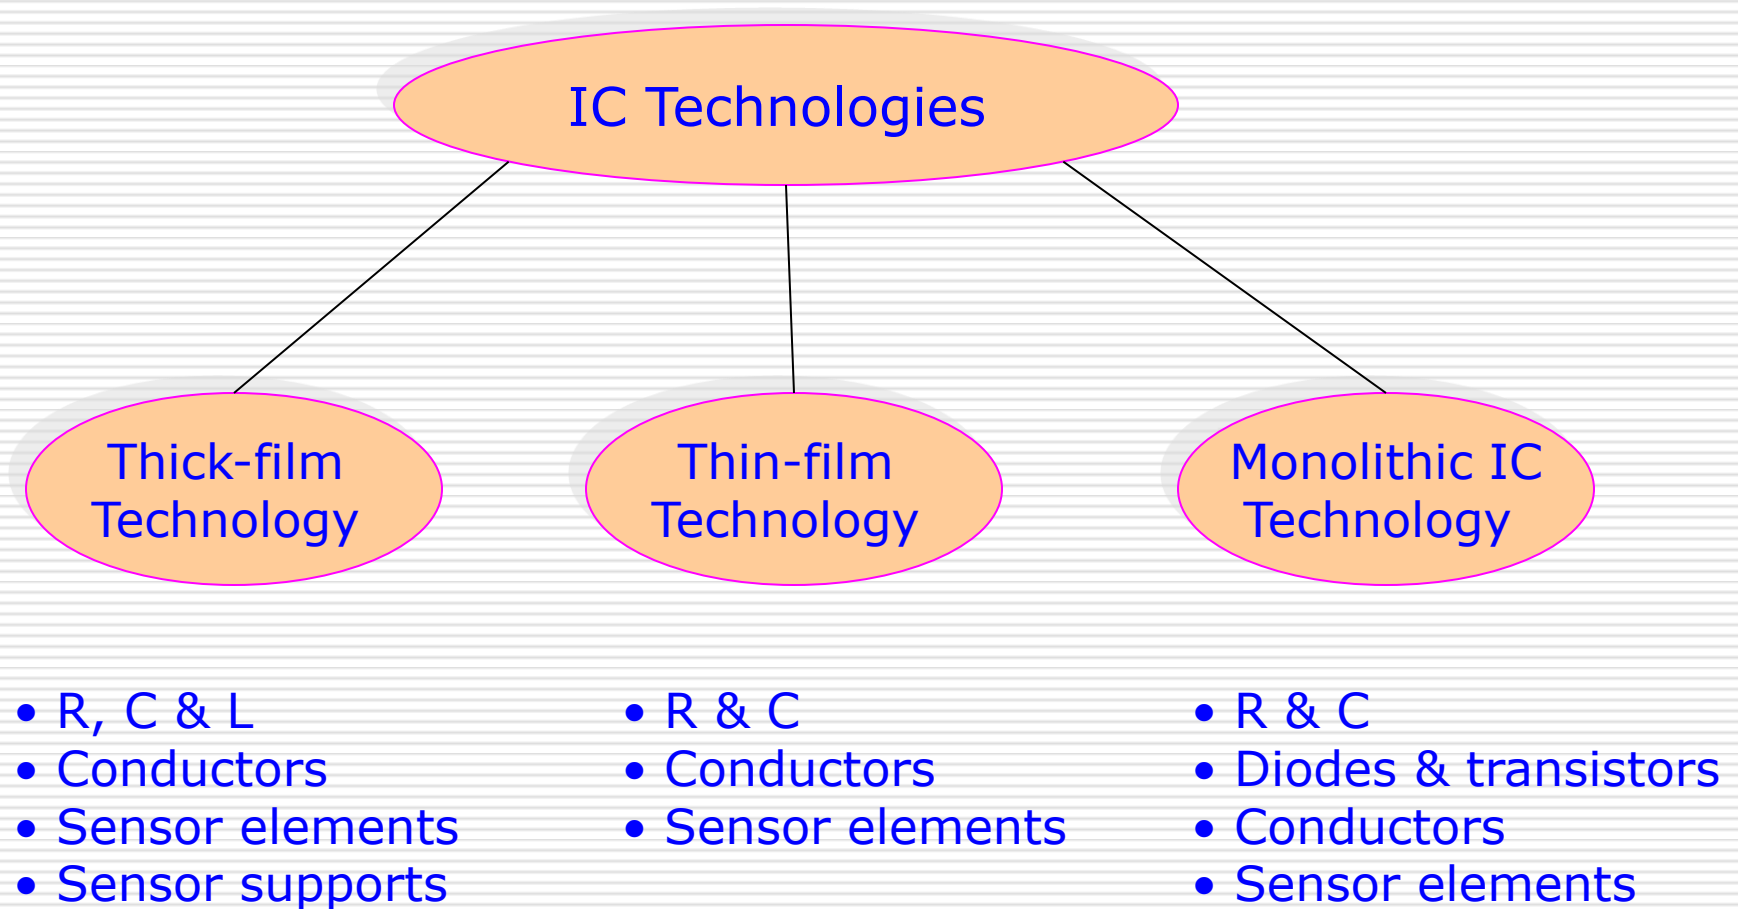 IC Technologies
Thick-film
Technology
Thin-film
Technology
Monolithic IC
Technology
• R, C & L
• Conductors
• Sensor elements
• Sensor supports
• R & C
• Conductors
• Sensor elements
• R & C
• Diodes & transistors
• Conductors
• Sensor elements